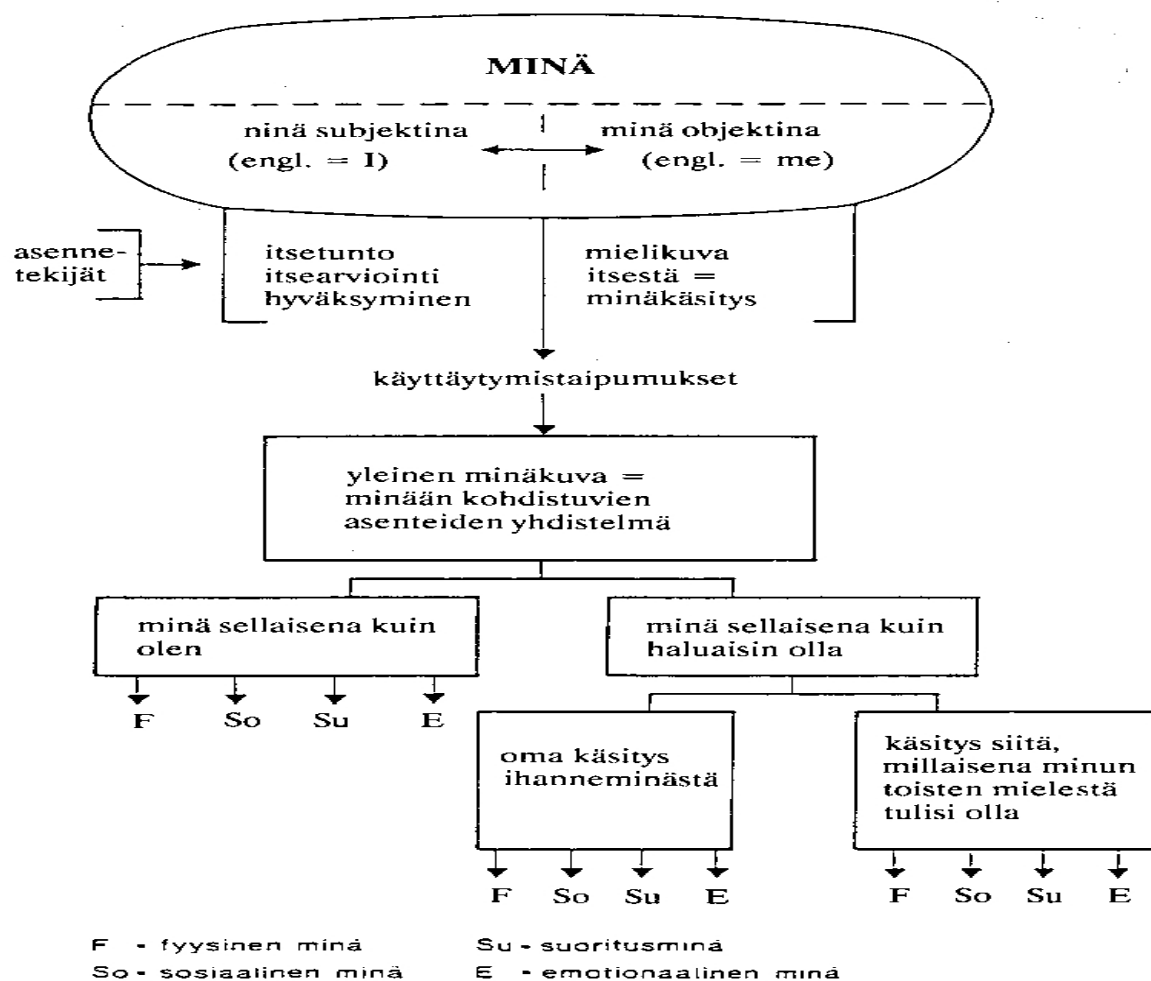 MINÄ
ninä subjektina
(engl. = I)
minä objektina
(engl. = me)
asenne-
tekijät
itsetunto
itsearviointi
hyväksyminen
mielikuva
itsestä =
minäkäsitys
käyttäytymistaipumukset
yleinen minäkuva =
minään kohdistuvien
asenteiden yhdistelmä
minä sellaisena kuin
olen
minä sellaisena kuin
haluaisin olla
F So Su E
oma käsitys
ihanneminästä
käsitys siitä,
millaisena minun
toisten mielestä
tulisi olla
F So Su E
F So Su E
F - fyysinen minä
Su - suoritusminä
So - sosiaalinen minä
E - emotionaalinen minä